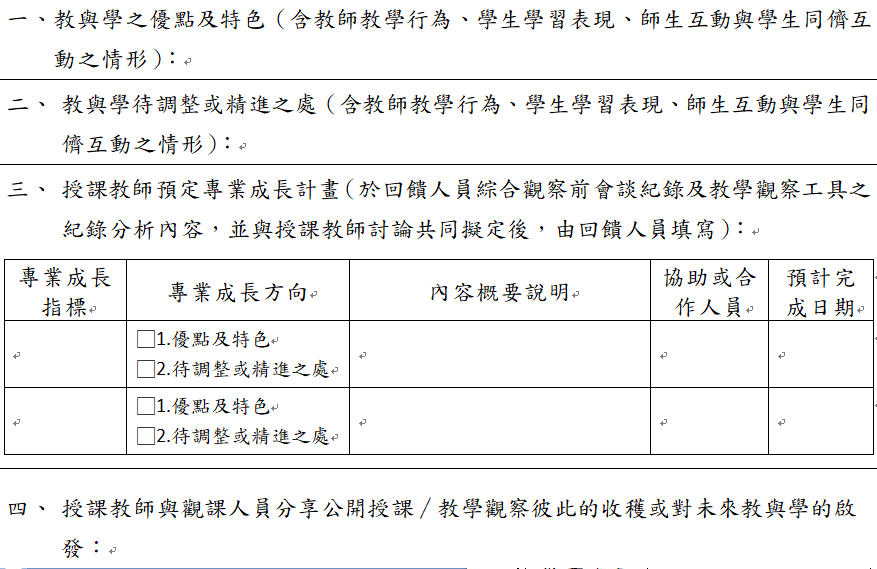 一、教與學之優點及特色（含教師教學行為、學生學習表現、師生互動與學生同儕互
動之情形）：
二、 教與學待調整或精進之處（含教師教學行為、學生學習表現、師生互動與學生同
儕互動之情形）：
三、 授課教師預定專業成長計畫（於回饋人員綜合觀察前會談紀錄及教學觀察工具之
紀錄分析內容，並與授課教師討論共同擬定後，由回饋人員填寫）：
專業成長
指標
專業成長方向
內容概要說明
協助或合
作人員
預計完
成日期
□1.優點及特色
□2.待調整或精進之處
□1.優點及特色
□2.待調整或精進之處
四、 授課教師與觀課人員分享公開授課／教學觀察彼此的收穫或對未來教與學的啟
發：